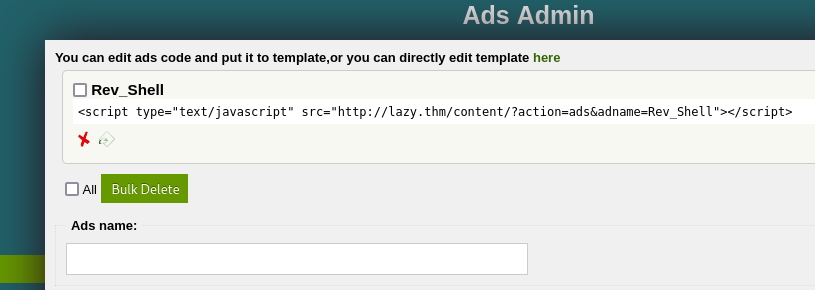 Ads Admin
You can edit ads code and put it to template,or you can directly edit template here
Rev_Shell
<script type="text/javascript" src="http://lazy.thm/content/?action=ads&adname=Rev_Shell"></script>
All Bulk Delete
Ads name: